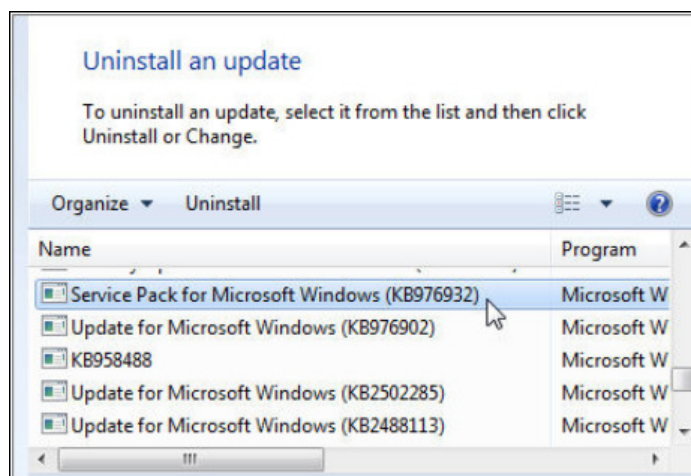 Uninstall an update
To uninstall an update, select it from the list and then click
Uninstall or Change.
Organize Uninstall
Name Program
Service Pack for Microsoft Windows (KB976932) Microsoft W
Update for Microsoft Windows (KB976902) Microsoft W
KB958488 Microsoft W
Update for Microsoft Windows (KB2502285) Microsoft W
Update for Microsoft Windows (KB2488113) Microsoft W